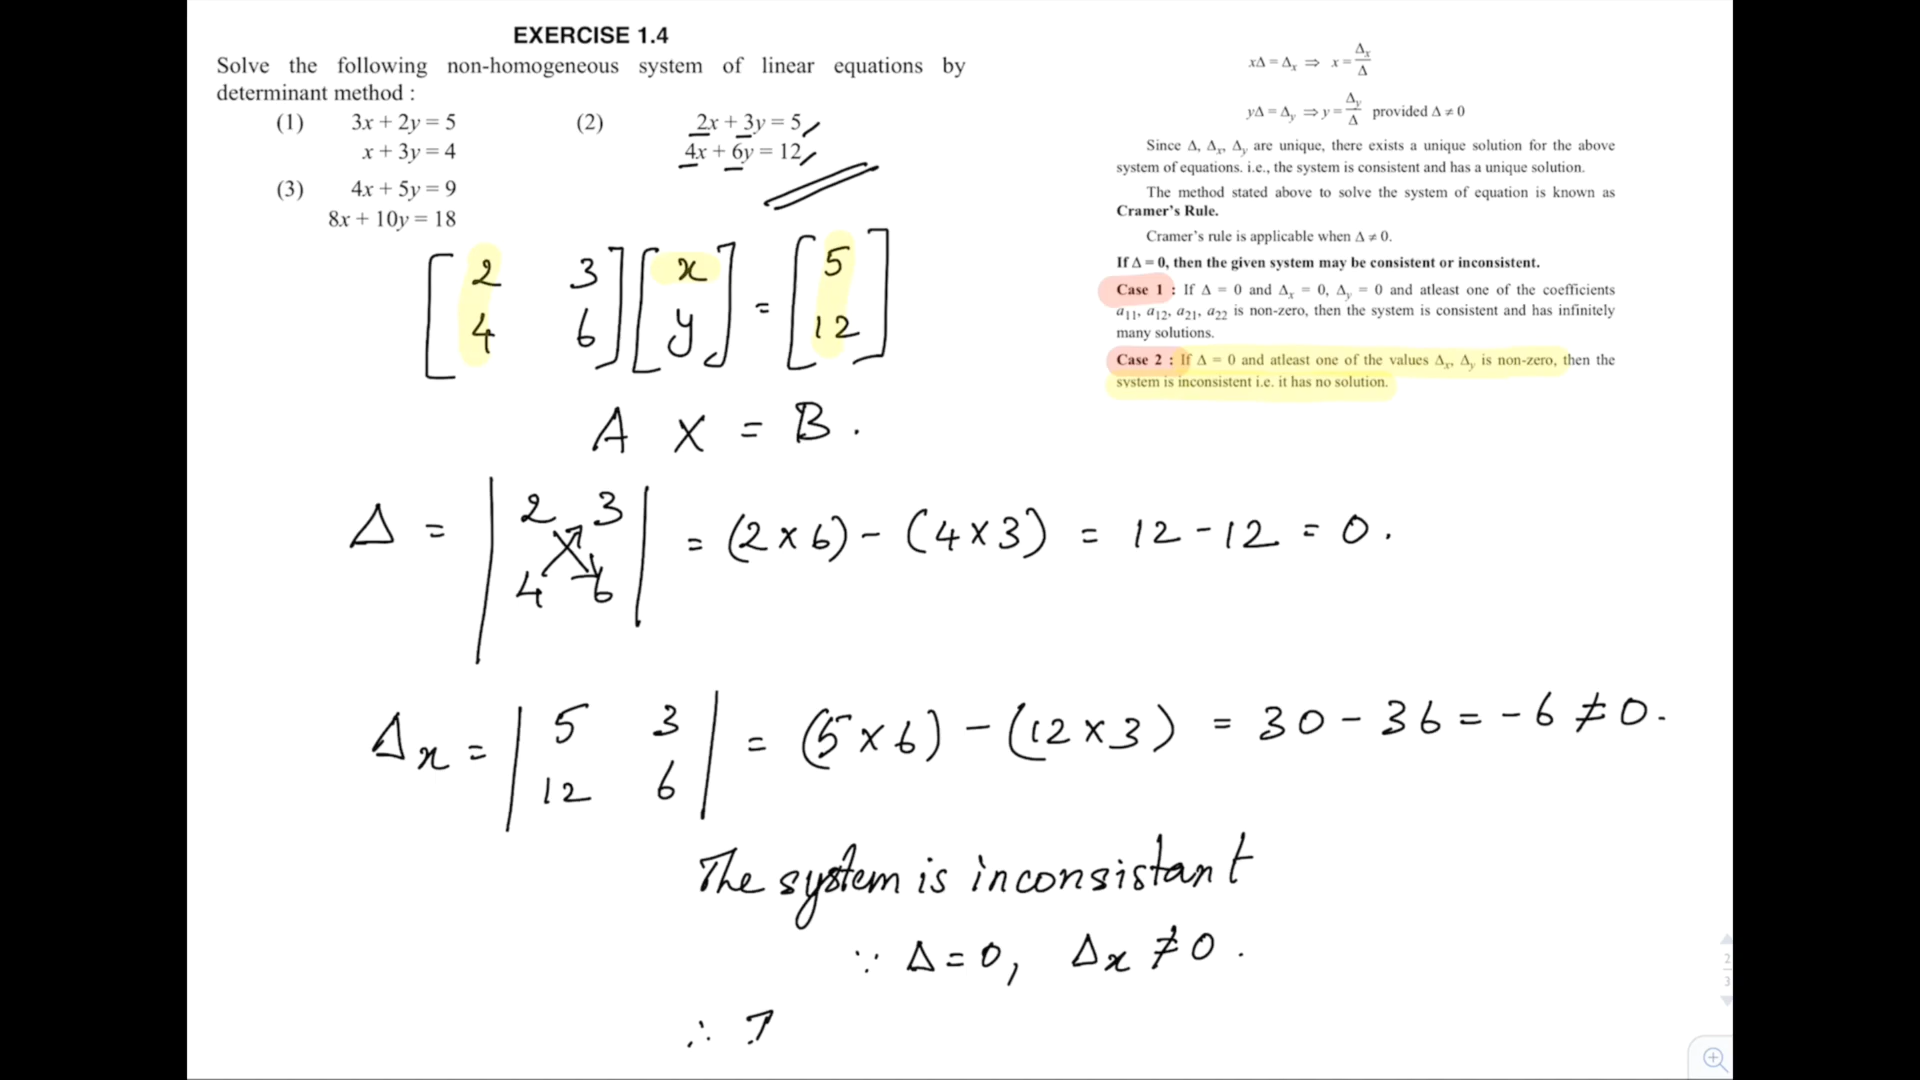 EXERCISE 1.4
Solve the following non-homogeneous system of linear equations by
determinant method :
(1) 3x + 2y = 5
x + 3y = 4
(2) 2x + 3y = 5
4x + 6y = 12
(3) 4x + 5y = 9
8x + 10y = 18
[2 3] [x] = [5]
[4 6] [y] [12]
A X = B .
Δ = | 2 3 | = (2 × 6) − (4 × 3) = 12 − 12 = 0 .
| 4 6 |
Δx = | 5 3 | = (5 × 6) − (12 × 3) = 30 − 36 = − 6 ≠ 0 .
| 12 6 |
The system is inconsistant
∵ Δ = 0, Δx ≠ 0 .
∴
xΔ = Δx ⇒ x = Δx/Δ
yΔ = Δy ⇒ y = Δy/Δ provided Δ ≠ 0
Since Δ, Δx, Δy are unique, there exists a unique solution for the above
system of equations. i.e., the system is consistent and has a unique solution.
The method stated above to solve the system of equation is known as
Cramer's Rule.
Cramer's rule is applicable when Δ ≠ 0.
If Δ = 0, then the given system may be consistent or inconsistent.
Case 1 : If Δ = 0 and Δx = 0, Δy = 0 and atleast one of the coefficients
a11, a12, a21, a22 is non-zero, then the system is consistent and has infinitely
many solutions.
Case 2 : If Δ = 0 and atleast one of the values Δx, Δy is non-zero, then the
system is inconsistent i.e. it has no solution.
2
3